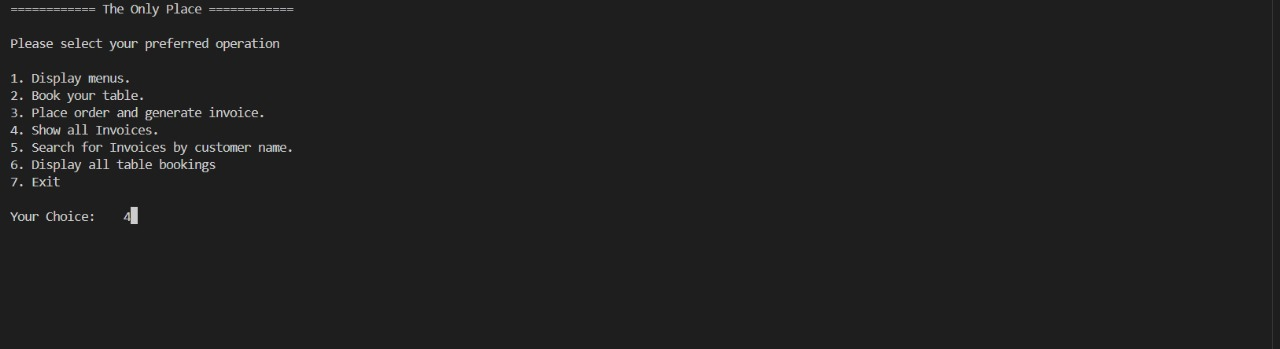 ============ The Only Place ============
Please select your preferred operation
1. Display menus.
2. Book your table.
3. Place order and generate invoice.
4. Show all Invoices.
5. Search for Invoices by customer name.
6. Display all table bookings
7. Exit
Your Choice:    4